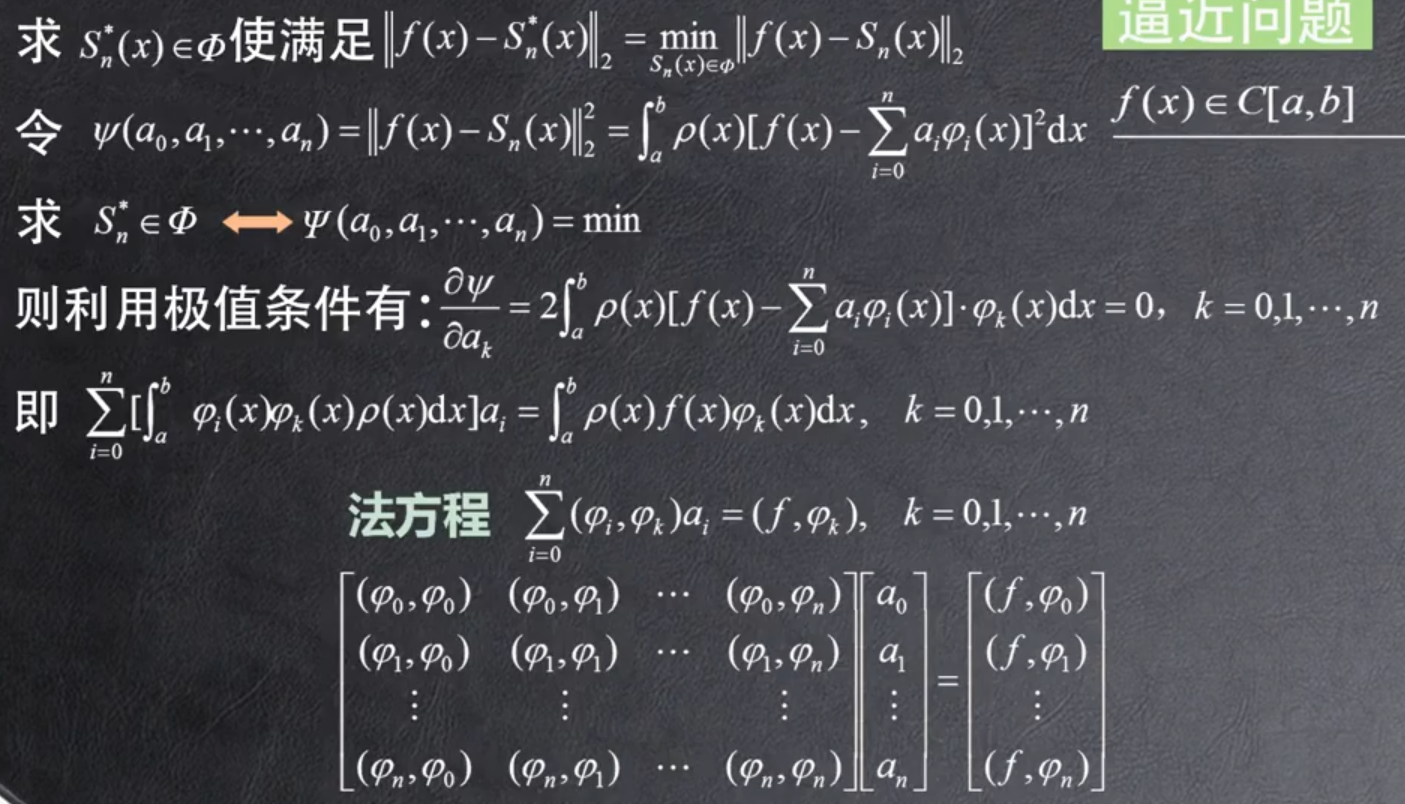 逼近问题
求 $S_n^*(x) \in \Phi$ 使满足 $\left\| f(x) - S_n^*(x) \right\|_2 = \min\limits_{S_n(x) \in \Phi} \left\| f(x) - S_n(x) \right\|_2$
$f(x) \in C[a,b]$
令 $\psi(a_0, a_1, \cdots, a_n) = \left\| f(x) - S_n(x) \right\|_2^2 = \int_a^b \rho(x) [f(x) - \sum\limits_{i=0}^{n} a_i \varphi_i(x)]^2 \mathrm{d}x$
求 $S_n^* \in \Phi$ ⟺ $\Psi(a_0, a_1, \cdots, a_n) = \min$
则利用极值条件有: $\frac{\partial \psi}{\partial a_k} = 2 \int_a^b \rho(x) [f(x) - \sum\limits_{i=0}^{n} a_i \varphi_i(x)] \cdot \varphi_k(x) \mathrm{d}x = 0, \ k = 0,1,\cdots,n$
即 $\sum\limits_{i=0}^{n} [\int_a^b \varphi_i(x) \varphi_k(x) \rho(x) \mathrm{d}x] a_i = \int_a^b \rho(x) f(x) \varphi_k(x) \mathrm{d}x, \ k = 0,1,\cdots,n$
法方程 $\sum\limits_{i=0}^{n} (\varphi_i, \varphi_k) a_i = (f, \varphi_k), \ k = 0,1,\cdots,n$
$\begin{bmatrix} (\varphi_0,\varphi_0) & (\varphi_0,\varphi_1) & \cdots & (\varphi_0,\varphi_n) \\ (\varphi_1,\varphi_0) & (\varphi_1,\varphi_1) & \cdots & (\varphi_1,\varphi_n) \\ \vdots & \vdots & & \vdots \\ (\varphi_n,\varphi_0) & (\varphi_n,\varphi_1) & \cdots & (\varphi_n,\varphi_n) \end{bmatrix} \begin{bmatrix} a_0 \\ a_1 \\ \vdots \\ a_n \end{bmatrix} = \begin{bmatrix} (f,\varphi_0) \\ (f,\varphi_1) \\ \vdots \\ (f,\varphi_n) \end{bmatrix}$